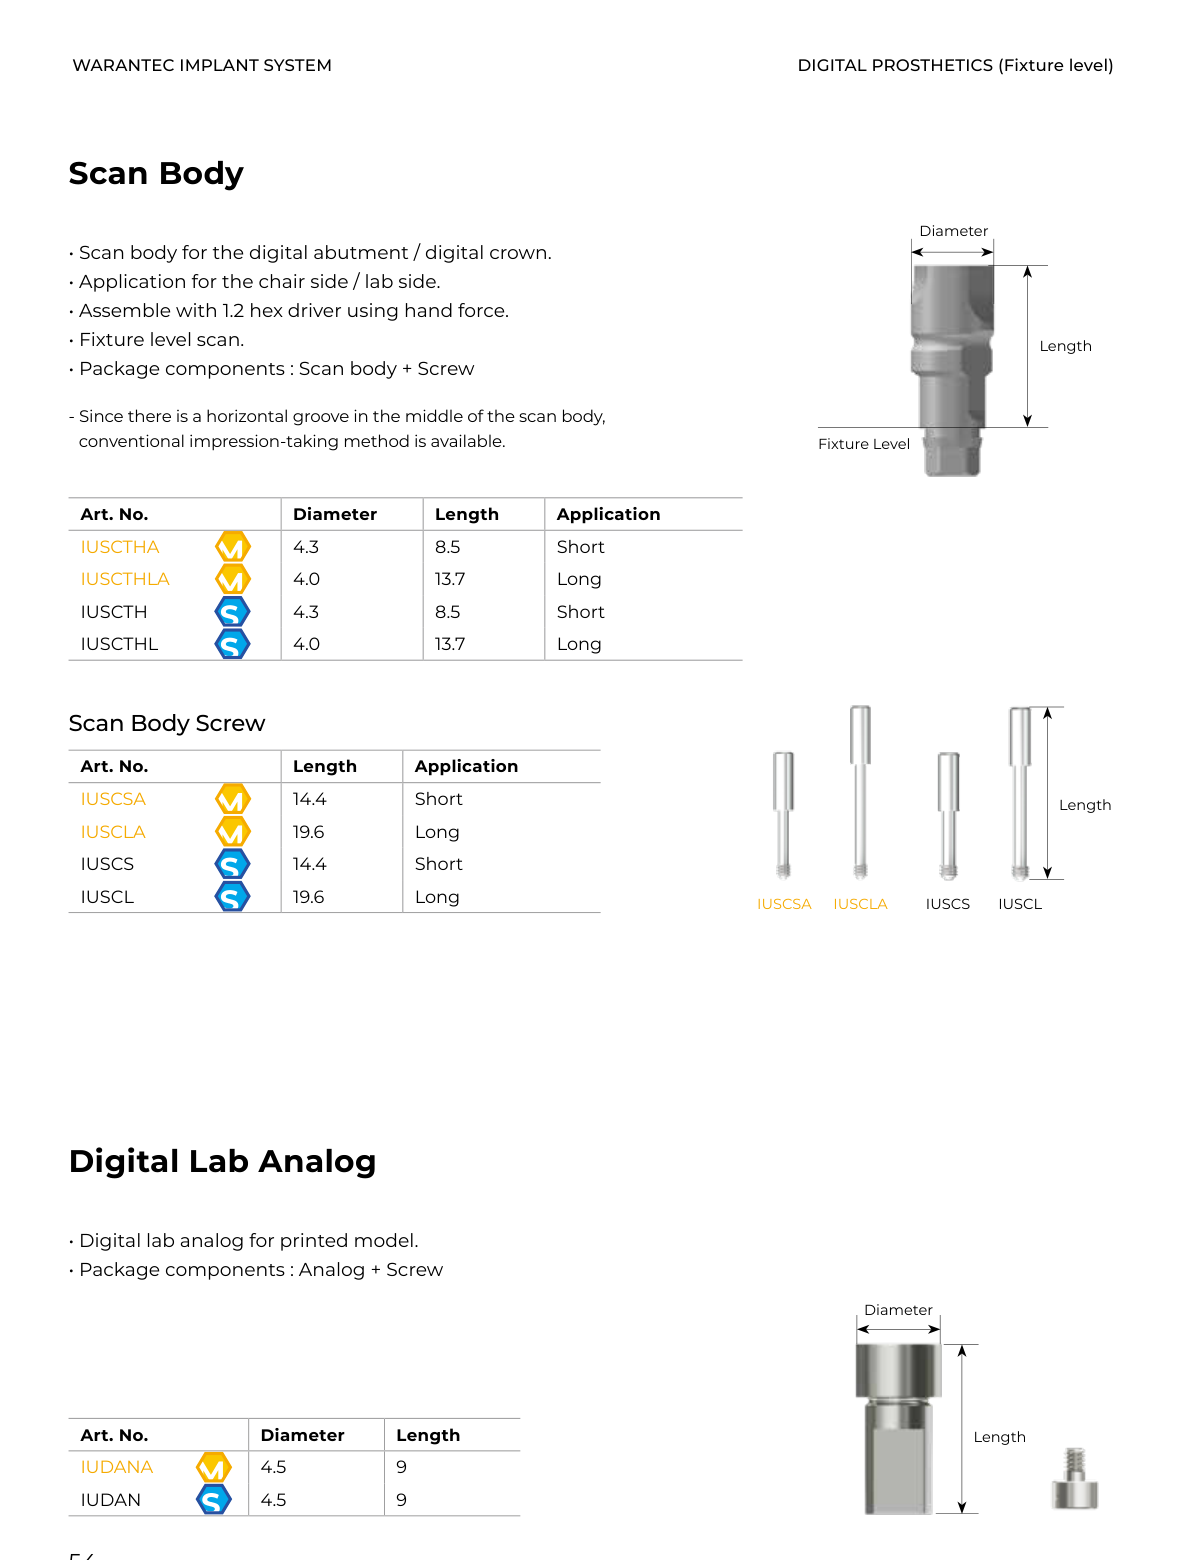 WARANTEC IMPLANT SYSTEM
DIGITAL PROSTHETICS (Fixture level)
Scan Body
• Scan body for the digital abutment / digital crown.
• Application for the chair side / lab side.
• Assemble with 1.2 hex driver using hand force.
• Fixture level scan.
• Package components : Scan body + Screw
- Since there is a horizontal groove in the middle of the scan body,
conventional impression-taking method is available.
Diameter
Length
Fixture Level
Art. No. Diameter Length Application
IUSCTHA M 4.3 8.5 Short
IUSCTHLA M 4.0 13.7 Long
IUSCTH S 4.3 8.5 Short
IUSCTHL S 4.0 13.7 Long
Scan Body Screw
Art. No. Length Application
IUSCSA M 14.4 Short
IUSCLA M 19.6 Long
IUSCS S 14.4 Short
IUSCL S 19.6 Long
Length
IUSCSA IUSCLA IUSCS IUSCL
Digital Lab Analog
• Digital lab analog for printed model.
• Package components : Analog + Screw
Diameter
Length
Art. No. Diameter Length
IUDANA M 4.5 9
IUDAN S 4.5 9